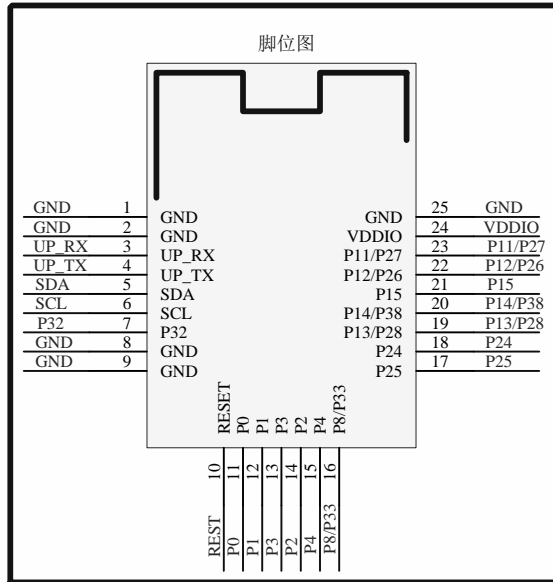 脚位图
GND 1 GND GND 25 GND
GND 2 GND VDDIO 24 VDDIO
UP_RX 3 UP_RX P11/P27 23 P11/P27
UP_TX 4 UP_TX P12/P26 22 P12/P26
SDA 5 SDA P15 21 P15
SCL 6 SCL P14/P38 20 P14/P38
P32 7 P32 P13/P28 19 P13/P28
GND 8 GND P24 18 P24
GND 9 GND P25 17 P25
RESET P0 P1 P3 P2 P4 P8/P33
10 11 12 13 14 15 16
REST P0 P1 P3 P2 P4 P8/P33